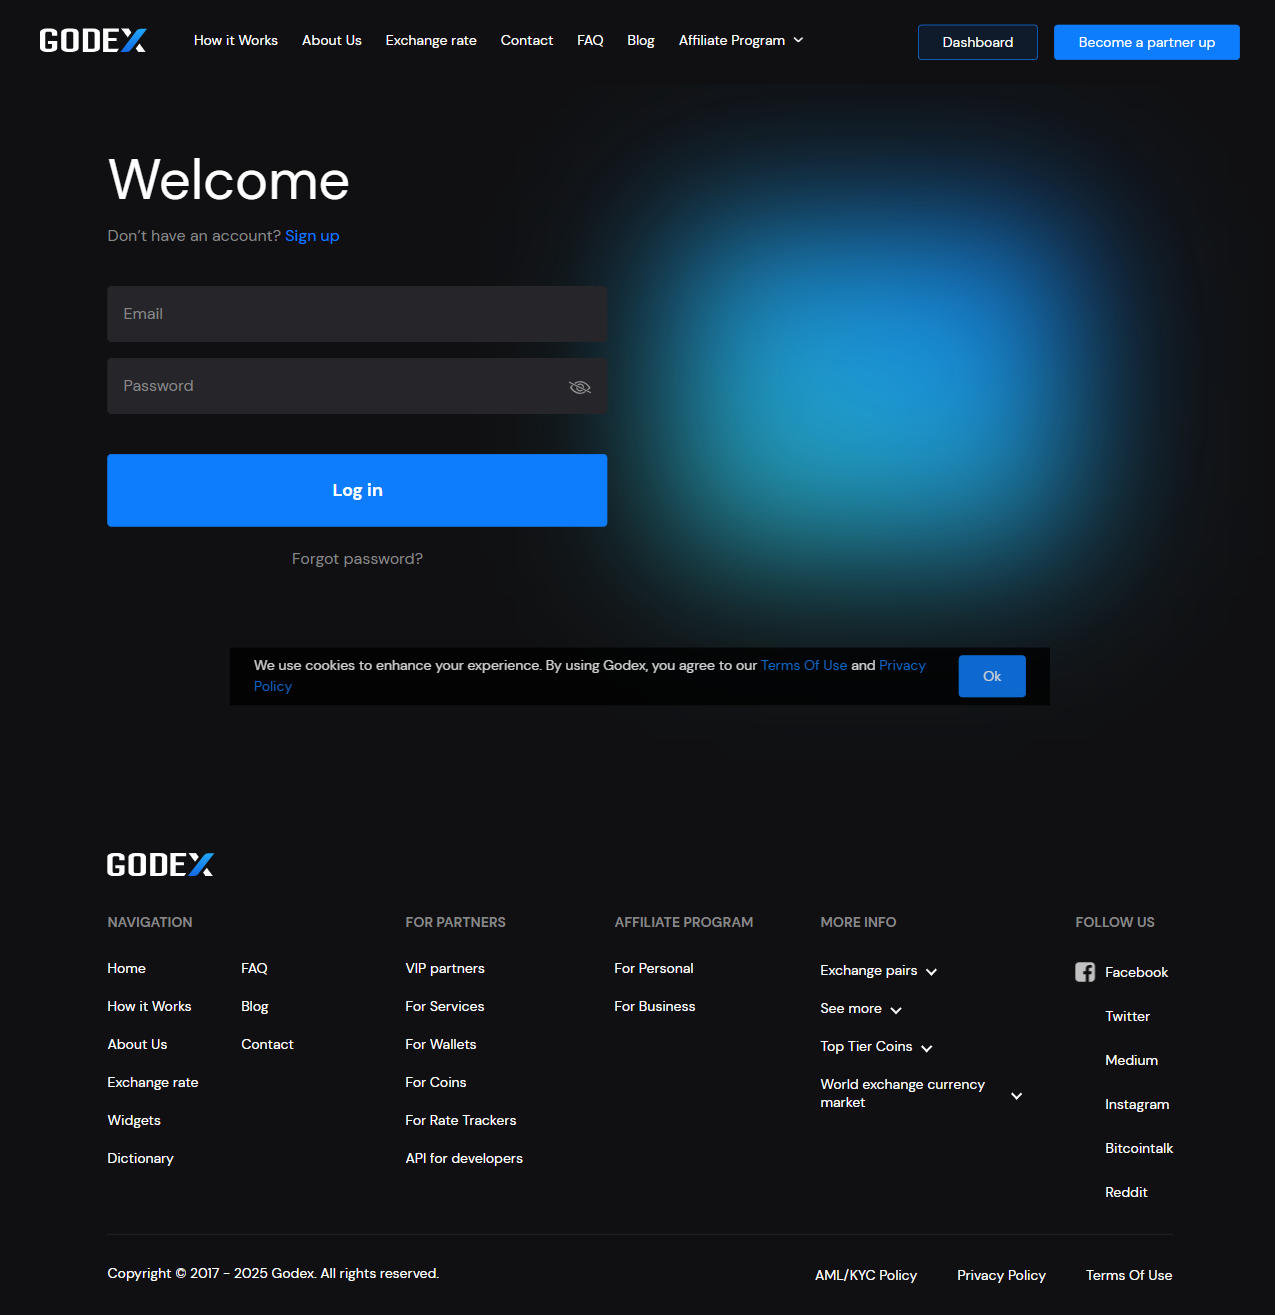 GODEX
How it Works
About Us
Exchange rate
Contact
FAQ
Blog
Affiliate Program
Dashboard
Become a partner up
Welcome
Don’t have an account? Sign up
Email
Password
Log in
Forgot password?
We use cookies to enhance your experience. By using Godex, you agree to our Terms Of Use and Privacy
Policy
Ok
GODEX
NAVIGATION
Home
How it Works
About Us
Exchange rate
Widgets
Dictionary
FAQ
Blog
Contact
FOR PARTNERS
VIP partners
For Services
For Wallets
For Coins
For Rate Trackers
API for developers
AFFILIATE PROGRAM
For Personal
For Business
MORE INFO
Exchange pairs
See more
Top Tier Coins
World exchange currency
market
FOLLOW US
Facebook
Twitter
Medium
Instagram
Bitcointalk
Reddit
Copyright © 2017 - 2025 Godex. All rights reserved.
AML/KYC Policy
Privacy Policy
Terms Of Use